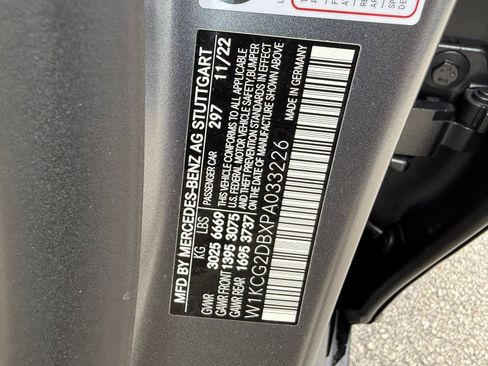 MFD BY MERCEDES-BENZ AG STUTTGART
PASSENGER CAR 297 11/22
KG LBS
GVWR 3025 6669
GAWR FRONT 1395 3075
GAWR REAR 1695 3737
THIS VEHICLE CONFORMS TO ALL APPLICABLE
U.S. FEDERAL MOTOR VEHICLE SAFETY, BUMPER
AND THEFT PREVENTION STANDARDS IN EFFECT
ON THE DATE OF MANUFACTURE SHOWN ABOVE
W1KCG2DBXPA033226
MADE IN GERMANY